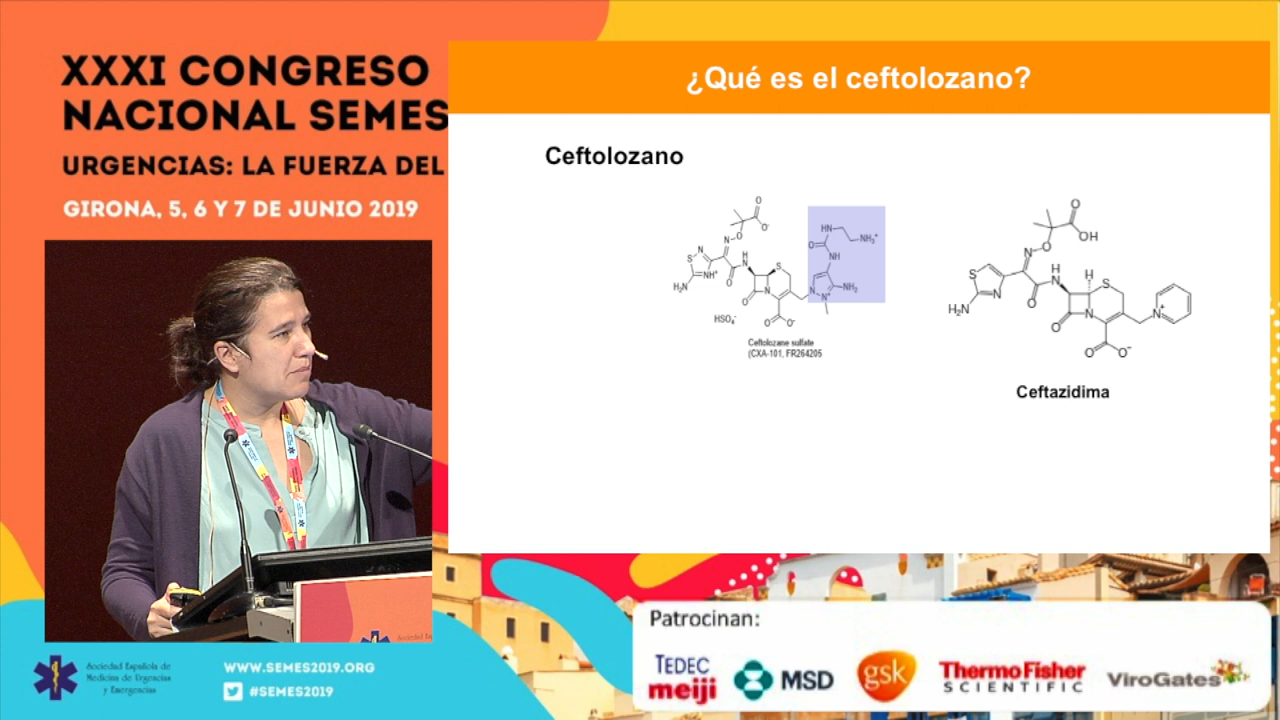 XXXI CONGRESO
NACIONAL SEMES
URGENCIAS: LA FUERZA DEL
GIRONA, 5, 6 Y 7 DE JUNIO 2019
¿Qué es el ceftolozano?
Ceftolozano
Ceftolozane sulfate
(CXA-101, FR264205
HSO4-
Ceftazidima
Patrocinan:
TEDEC
meiji
MSD
gsk
ThermoFisher
SCIENTIFIC
ViroGates
Sociedad Española de
Medicina de Urgencias
y Emergencias
WWW.SEMES2019.ORG
#SEMES2019